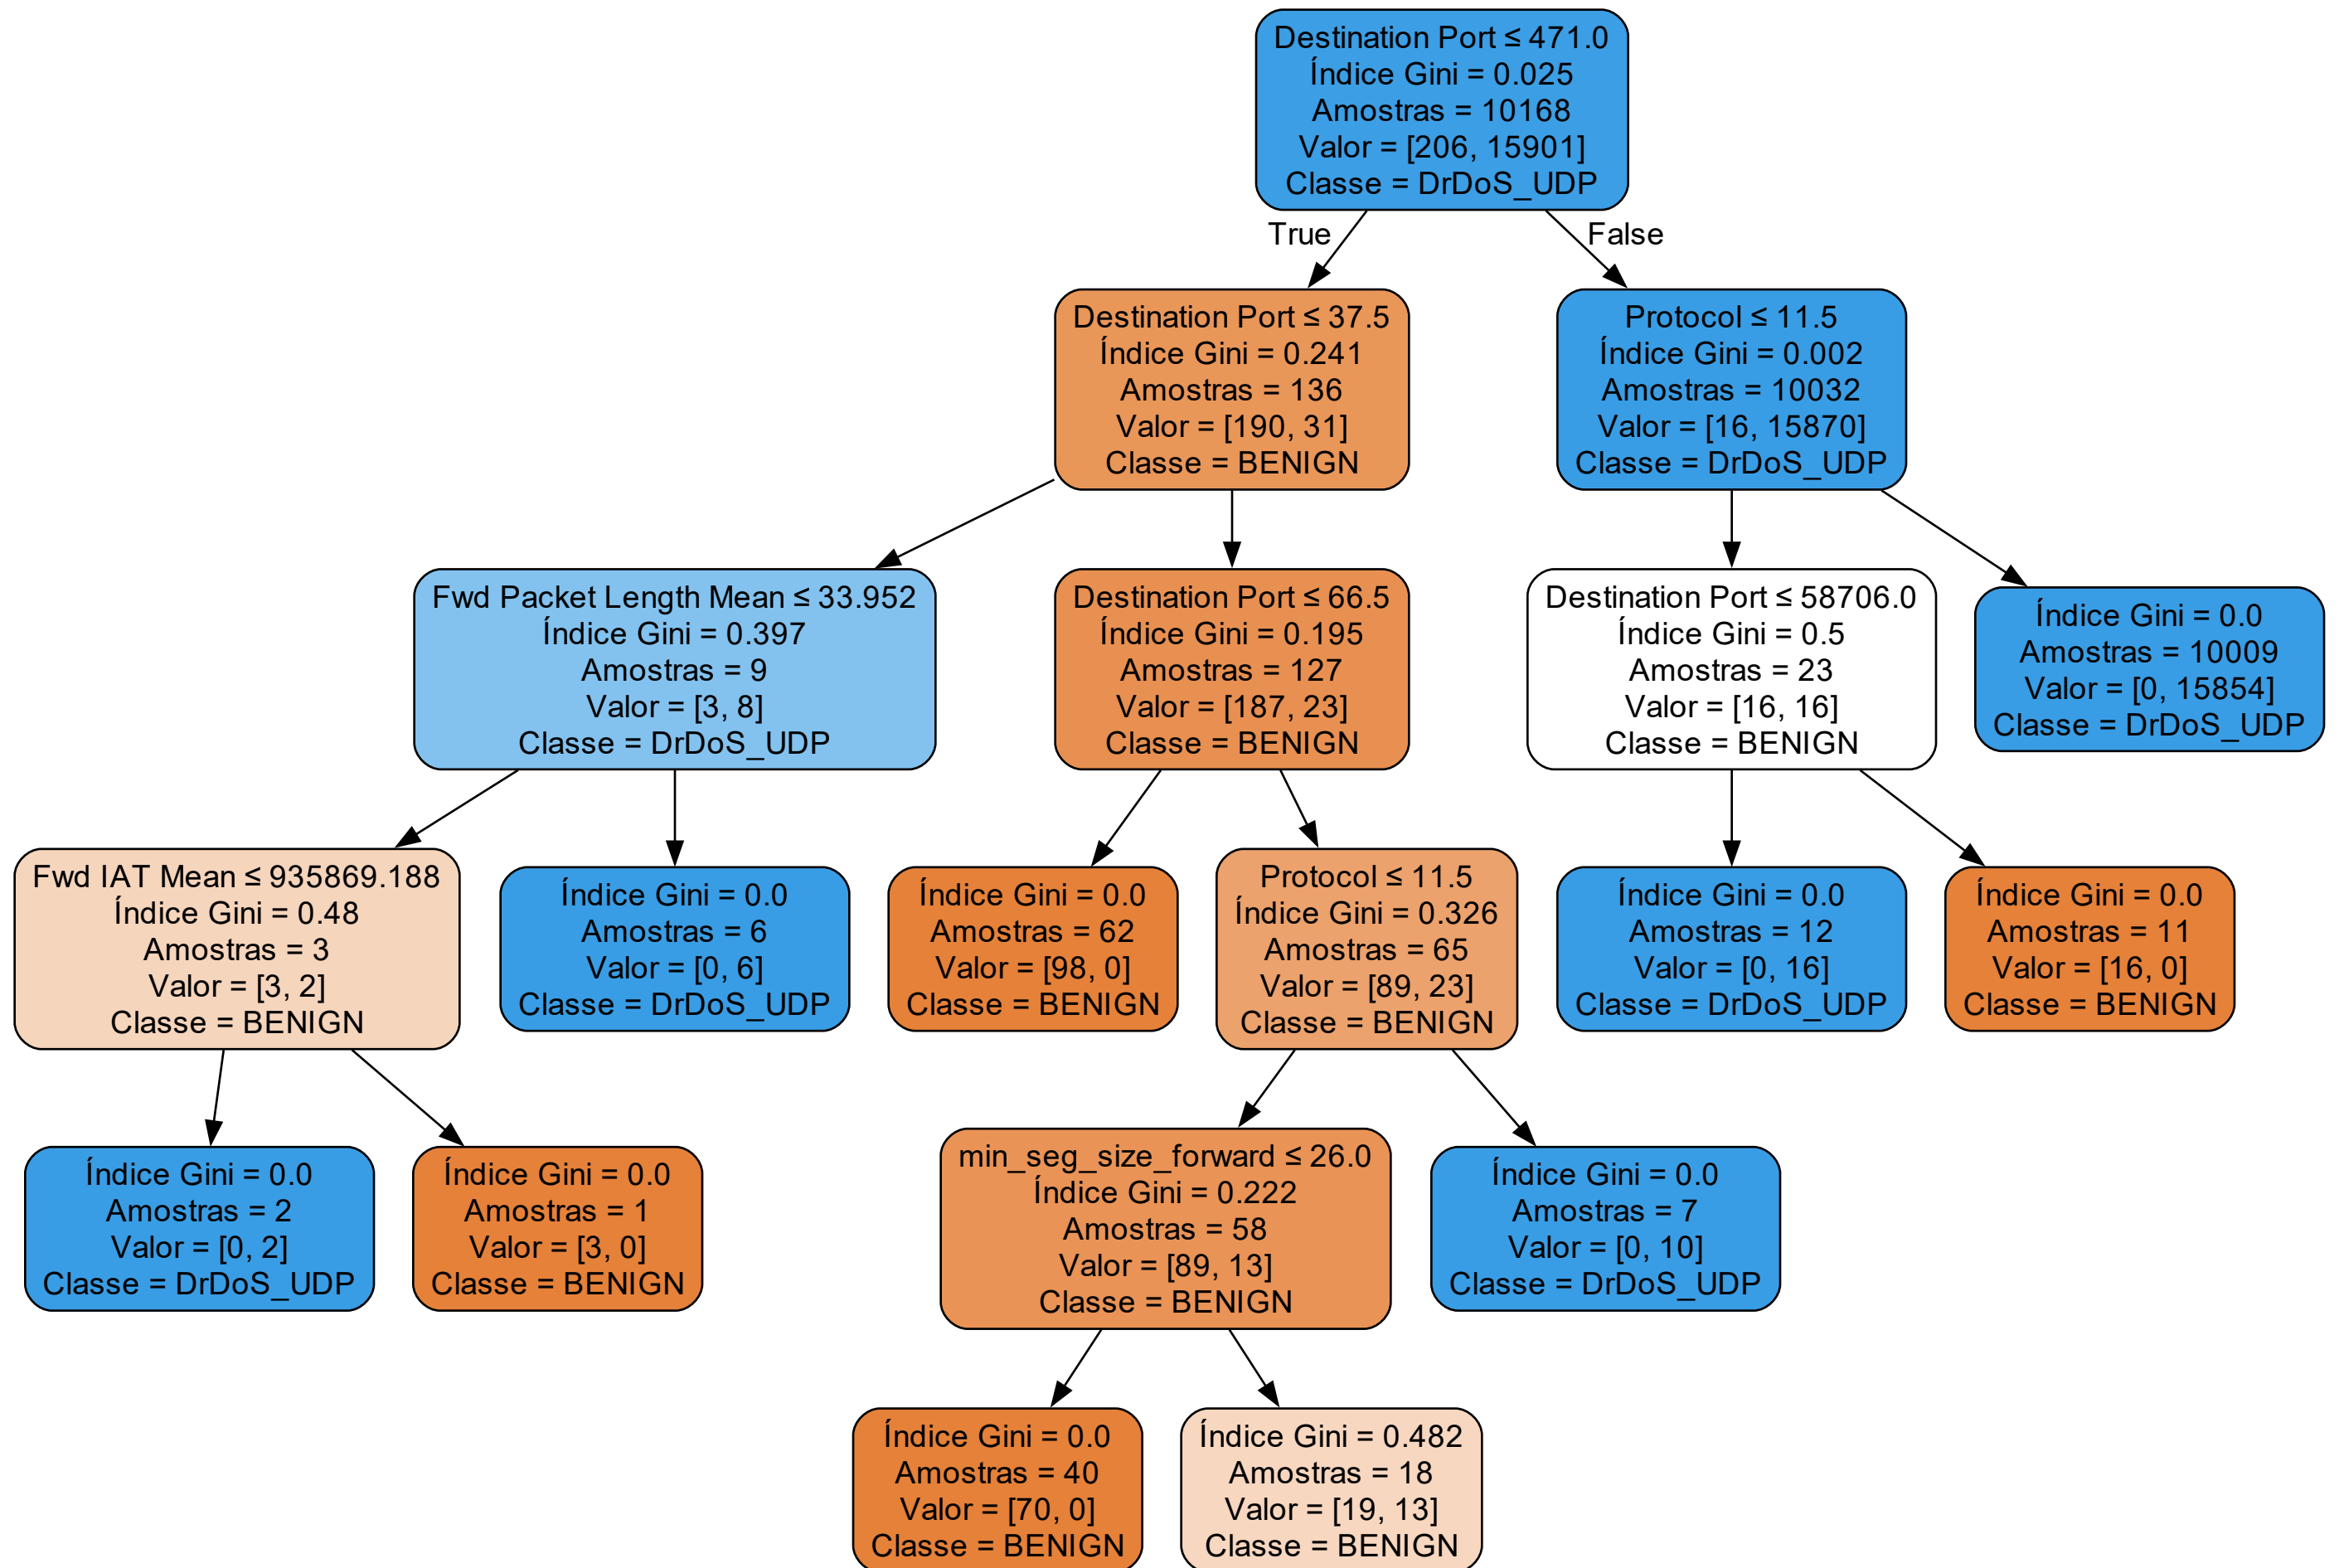 Destination Port ≤ 471.0
Índice Gini = 0.025
Amostras = 10168
Valor = [206, 15901]
Classe = DrDoS_UDP
True
False
Destination Port ≤ 37.5
Índice Gini = 0.241
Amostras = 136
Valor = [190, 31]
Classe = BENIGN
Protocol ≤ 11.5
Índice Gini = 0.002
Amostras = 10032
Valor = [16, 15870]
Classe = DrDoS_UDP
Fwd Packet Length Mean ≤ 33.952
Índice Gini = 0.397
Amostras = 9
Valor = [3, 8]
Classe = DrDoS_UDP
Destination Port ≤ 66.5
Índice Gini = 0.195
Amostras = 127
Valor = [187, 23]
Classe = BENIGN
Destination Port ≤ 58706.0
Índice Gini = 0.5
Amostras = 23
Valor = [16, 16]
Classe = BENIGN
Índice Gini = 0.0
Amostras = 10009
Valor = [0, 15854]
Classe = DrDoS_UDP
Fwd IAT Mean ≤ 935869.188
Índice Gini = 0.48
Amostras = 3
Valor = [3, 2]
Classe = BENIGN
Índice Gini = 0.0
Amostras = 6
Valor = [0, 6]
Classe = DrDoS_UDP
Índice Gini = 0.0
Amostras = 62
Valor = [98, 0]
Classe = BENIGN
Protocol ≤ 11.5
Índice Gini = 0.326
Amostras = 65
Valor = [89, 23]
Classe = BENIGN
Índice Gini = 0.0
Amostras = 12
Valor = [0, 16]
Classe = DrDoS_UDP
Índice Gini = 0.0
Amostras = 11
Valor = [16, 0]
Classe = BENIGN
Índice Gini = 0.0
Amostras = 2
Valor = [0, 2]
Classe = DrDoS_UDP
Índice Gini = 0.0
Amostras = 1
Valor = [3, 0]
Classe = BENIGN
min_seg_size_forward ≤ 26.0
Índice Gini = 0.222
Amostras = 58
Valor = [89, 13]
Classe = BENIGN
Índice Gini = 0.0
Amostras = 7
Valor = [0, 10]
Classe = DrDoS_UDP
Índice Gini = 0.0
Amostras = 40
Valor = [70, 0]
Classe = BENIGN
Índice Gini = 0.482
Amostras = 18
Valor = [19, 13]
Classe = BENIGN